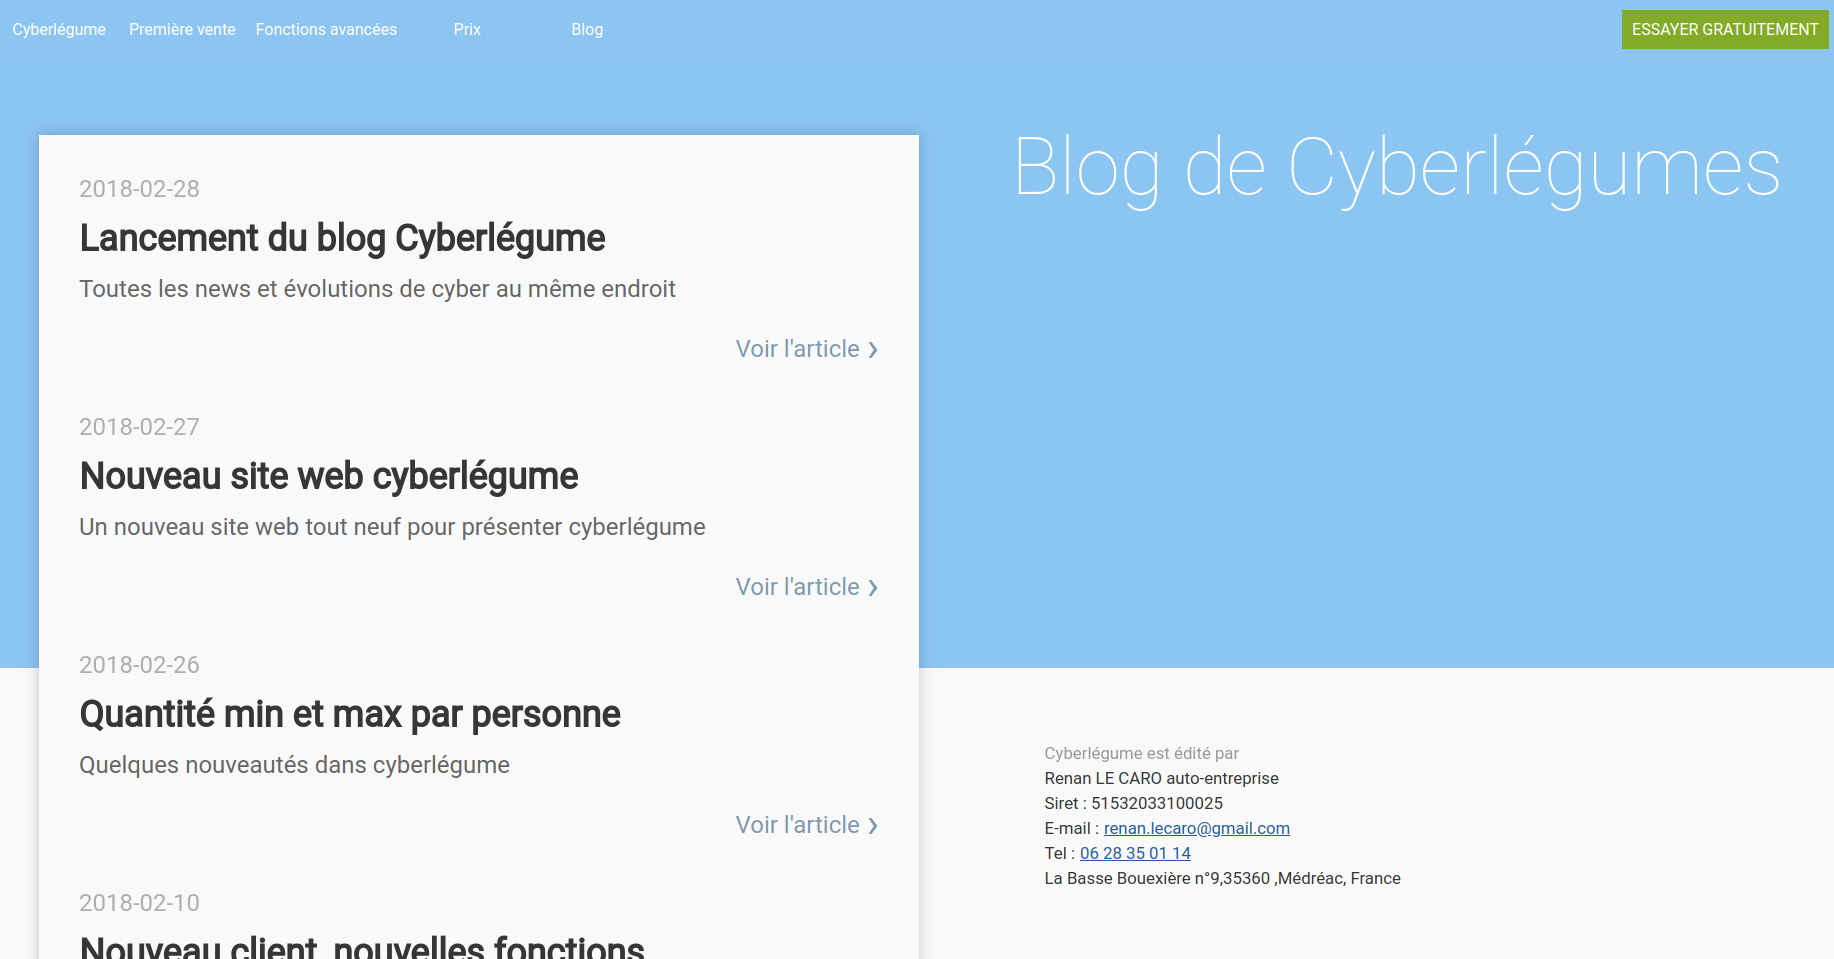 Cyberlégume Première vente Fonctions avancées Prix Blog ESSAYER GRATUITEMENT
Blog de Cyberlégumes
2018-02-28
Lancement du blog Cyberlégume
Toutes les news et évolutions de cyber au même endroit
Voir l'article ❯
2018-02-27
Nouveau site web cyberlégume
Un nouveau site web tout neuf pour présenter cyberlégume
Voir l'article ❯
2018-02-26
Quantité min et max par personne
Quelques nouveautés dans cyberlégume
Voir l'article ❯
2018-02-10
Nouveau client, nouvelles fonctions
Cyberlégume est édité par
Renan LE CARO auto-entreprise
Siret : 51532033100025
E-mail : renan.lecaro@gmail.com
Tel : 06 28 35 01 14
La Basse Bouexière n°9,35360 ,Médréac, France